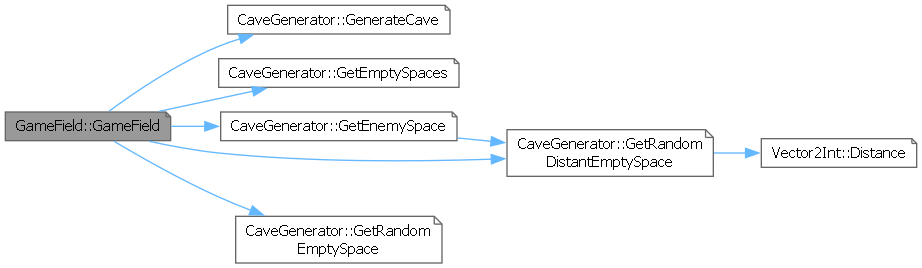 CaveGenerator::GenerateCave
CaveGenerator::GetEmptySpaces
GameField::GameField
CaveGenerator::GetEnemySpace
CaveGenerator::GetRandom
DistantEmptySpace
Vector2Int::Distance
CaveGenerator::GetRandom
EmptySpace